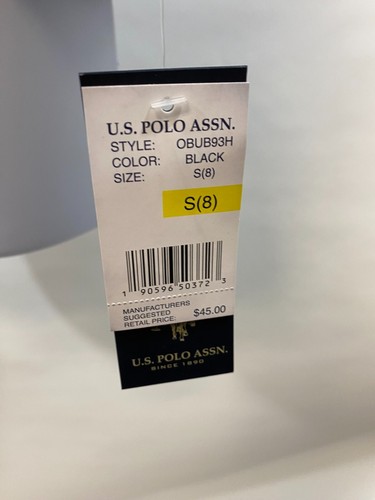 U.S. POLO ASSN.
STYLE: OBUB93H
COLOR: BLACK
SIZE: S(8)
S(8)
1 90596 50372 3
MANUFACTURERS
SUGGESTED
RETAIL PRICE: $45.00
U.S. POLO ASSN.
SINCE 1890